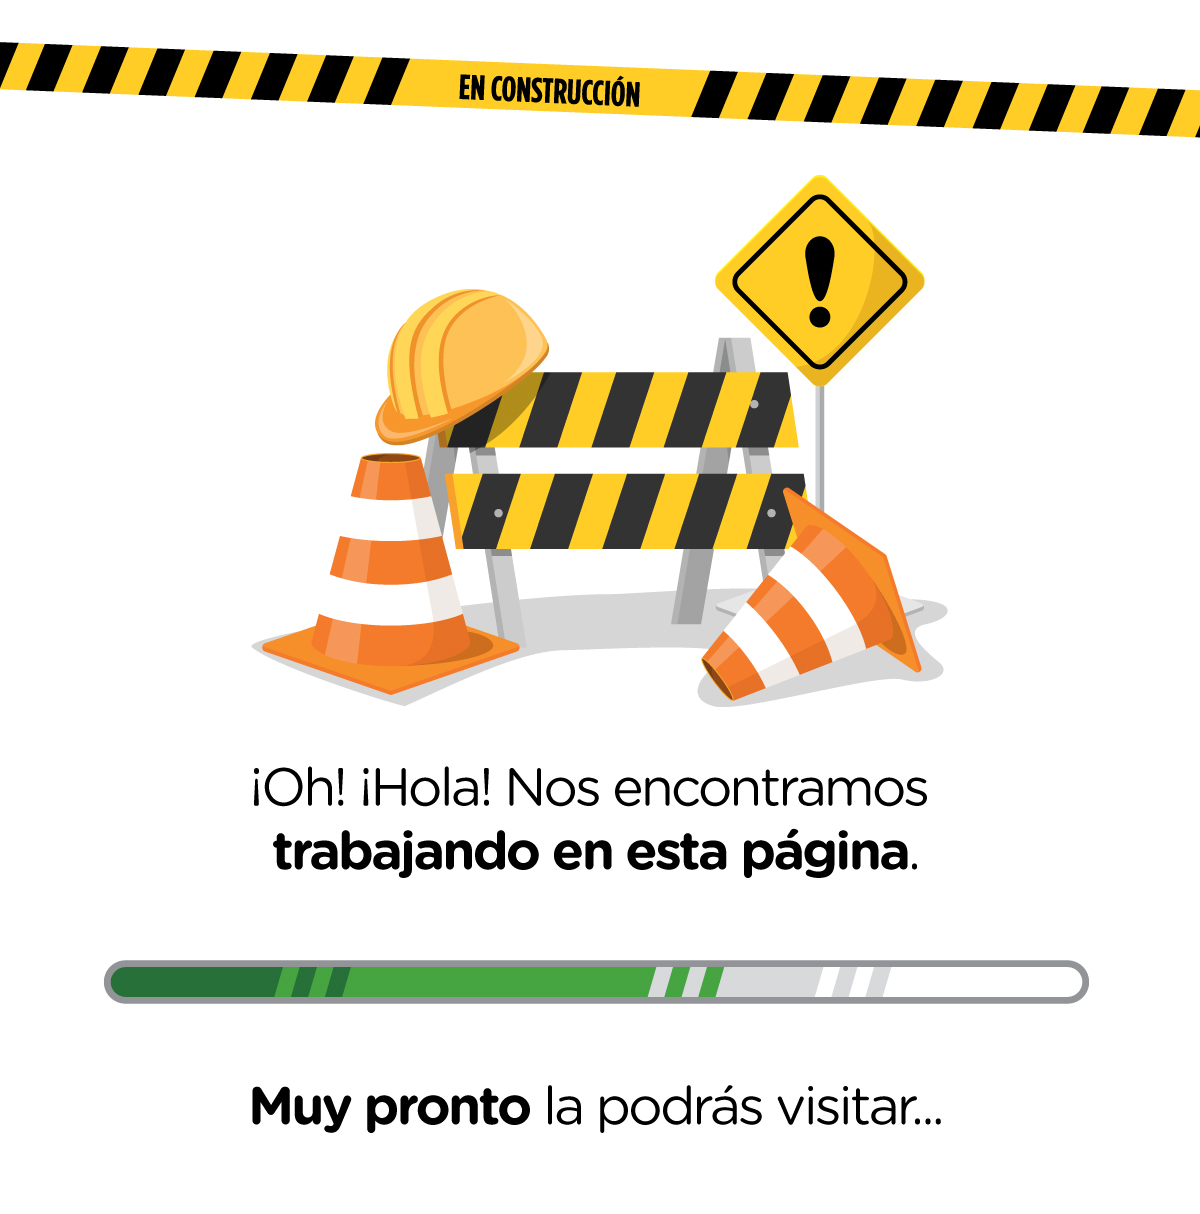 EN CONSTRUCCIÓN
¡Oh! ¡Hola! Nos encontramos
trabajando en esta página.
Muy pronto la podrás visitar...